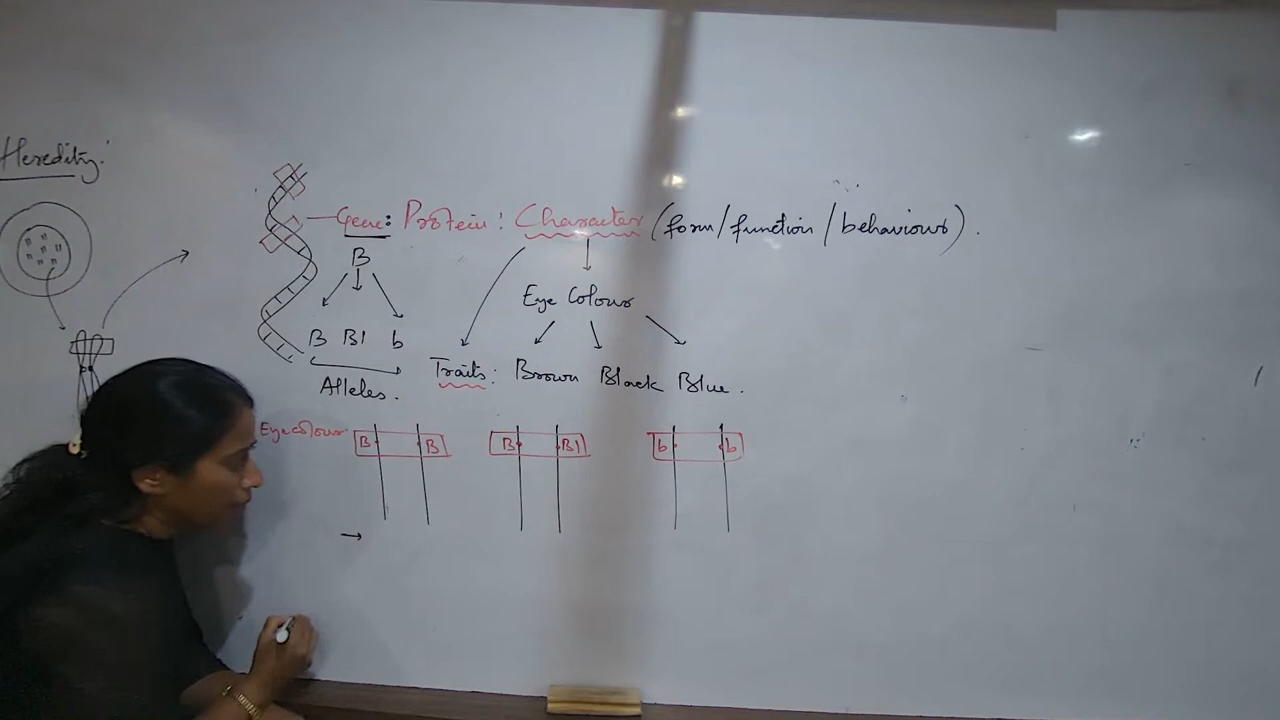 Heredity:
Gene: Protein: Character (form/function/behaviours).
B
Eye Colour
B B1 b
Traits: Brown Black Blue.
Alleles.
Eye colour B B B B1 b b